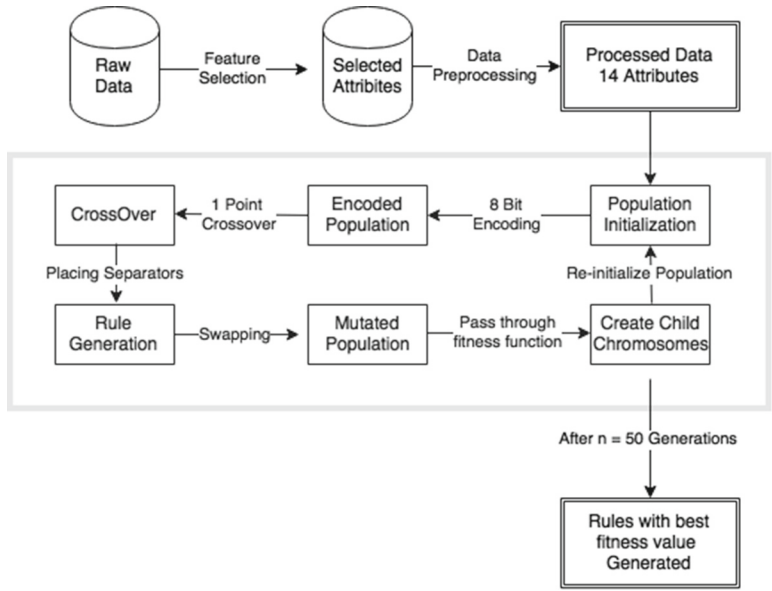 Raw
Data
Feature
Selection
Selected
Attribites
Data
Preprocessing
Processed Data
14 Attributes
CrossOver
1 Point
Crossover
Encoded
Population
8 Bit
Encoding
Population
Initialization
Placing Separators
Re-initialize Population
Rule
Generation
Swapping
Mutated
Population
Pass through
fitness function
Create Child
Chromosomes
After n = 50 Generations
Rules with best
fitness value
Generated